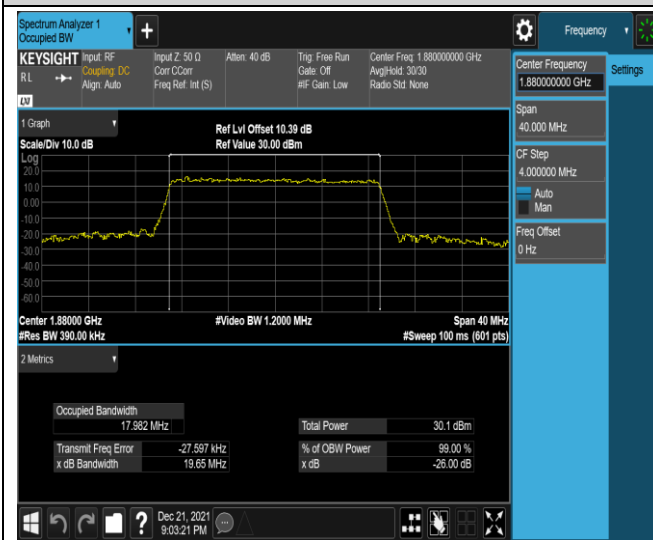 Spectrum Analyzer 1
Occupied BW
+
Frequency
KEYSIGHT
RL
LXI
Input: RF
Coupling: DC
Align: Auto
Input Z: 50 Ω
Corr CCorr
Freq Ref: Int (S)
Atten: 40 dB
Trig: Free Run
Gate: Off
#IF Gain: Low
Center Freq: 1.880000000 GHz
Avg|Hold: 30/30
Radio Std: None
Center Frequency
1.880000000 GHz
Settings
Span
40.000 MHz
CF Step
4.000000 MHz
Auto
Man
Freq Offset
0 Hz
1 Graph
Scale/Div 10.0 dB
Ref Lvl Offset 10.39 dB
Ref Value 30.00 dBm
Log
20.0
10.0
0.00
-10.0
-20.0
-30.0
-40.0
-50.0
-60.0
Center 1.88000 GHz
#Video BW 1.2000 MHz
Span 40 MHz
#Res BW 390.00 kHz
#Sweep 100 ms (601 pts)
2 Metrics
Occupied Bandwidth
17.982 MHz
Total Power 30.1 dBm
Transmit Freq Error -27.597 kHz
% of OBW Power 99.00 %
x dB Bandwidth 19.65 MHz
x dB -26.00 dB
?
Dec 21, 2021
9:03:21 PM